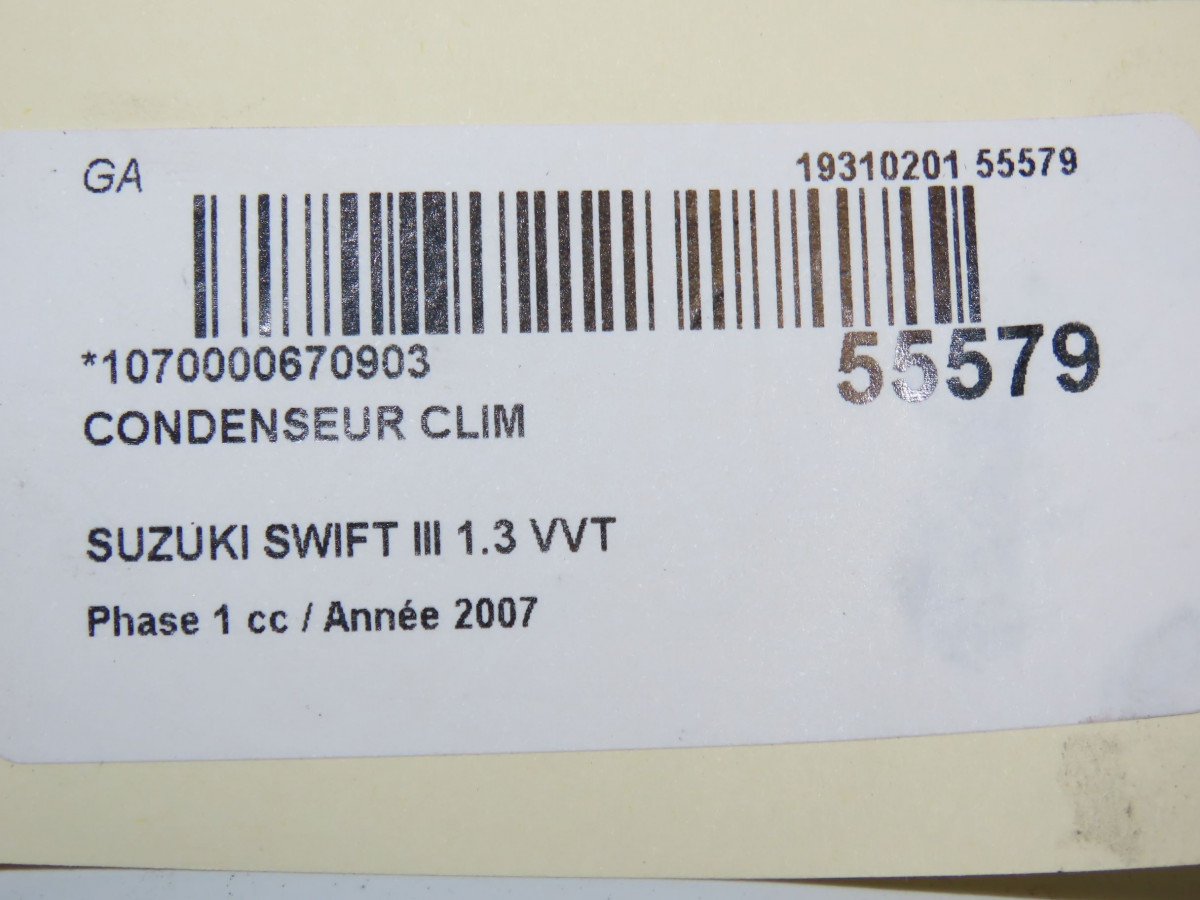 GA
19310201 55579
*1070000670903
55579
CONDENSEUR CLIM
SUZUKI SWIFT III 1.3 VVT
Phase 1 cc / Année 2007